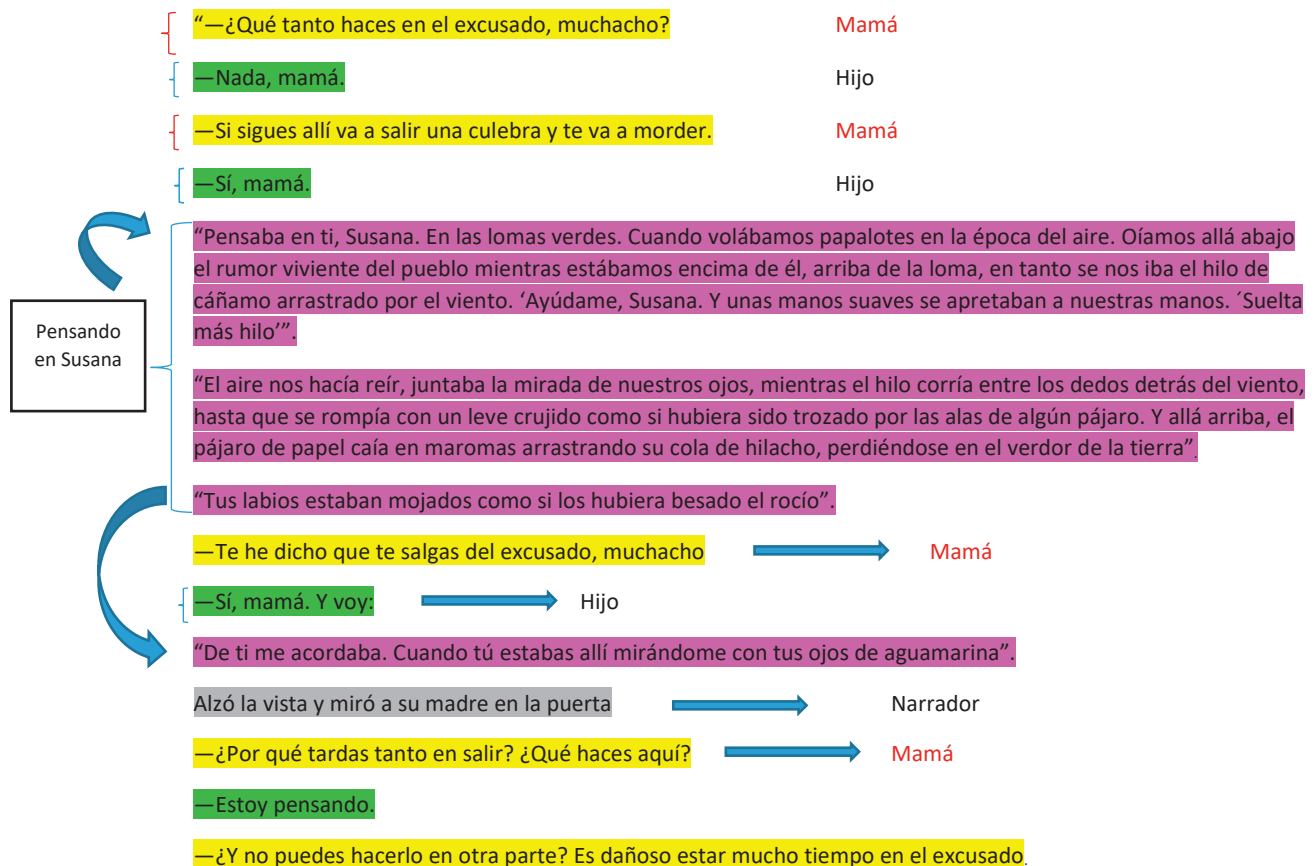 “—¿Qué tanto haces en el excusado, muchacho? Mamá
—Nada, mamá. Hijo
—Si sigues allí va a salir una culebra y te va a morder. Mamá
—Sí, mamá. Hijo
“Pensaba en ti, Susana. En las lomas verdes. Cuando volábamos papalotes en la época del aire. Oíamos allá abajo
el rumor viviente del pueblo mientras estábamos encima de él, arriba de la loma, en tanto se nos iba el hilo de
cáñamo arrastrado por el viento. ‘Ayúdame, Susana. Y unas manos suaves se apretaban a nuestras manos. ´Suelta
más hilo’”.
Pensando
en Susana
“El aire nos hacía reír, juntaba la mirada de nuestros ojos, mientras el hilo corría entre los dedos detrás del viento,
hasta que se rompía con un leve crujido como si hubiera sido trozado por las alas de algún pájaro. Y allá arriba, el
pájaro de papel caía en maromas arrastrando su cola de hilacho, perdiéndose en el verdor de la tierra”.
“Tus labios estaban mojados como si los hubiera besado el rocío”.
—Te he dicho que te salgas del excusado, muchacho Mamá
—Sí, mamá. Y voy: Hijo
“De ti me acordaba. Cuando tú estabas allí mirándome con tus ojos de aguamarina”.
Alzó la vista y miró a su madre en la puerta Narrador
—¿Por qué tardas tanto en salir? ¿Qué haces aquí? Mamá
—Estoy pensando.
—¿Y no puedes hacerlo en otra parte? Es dañoso estar mucho tiempo en el excusado.